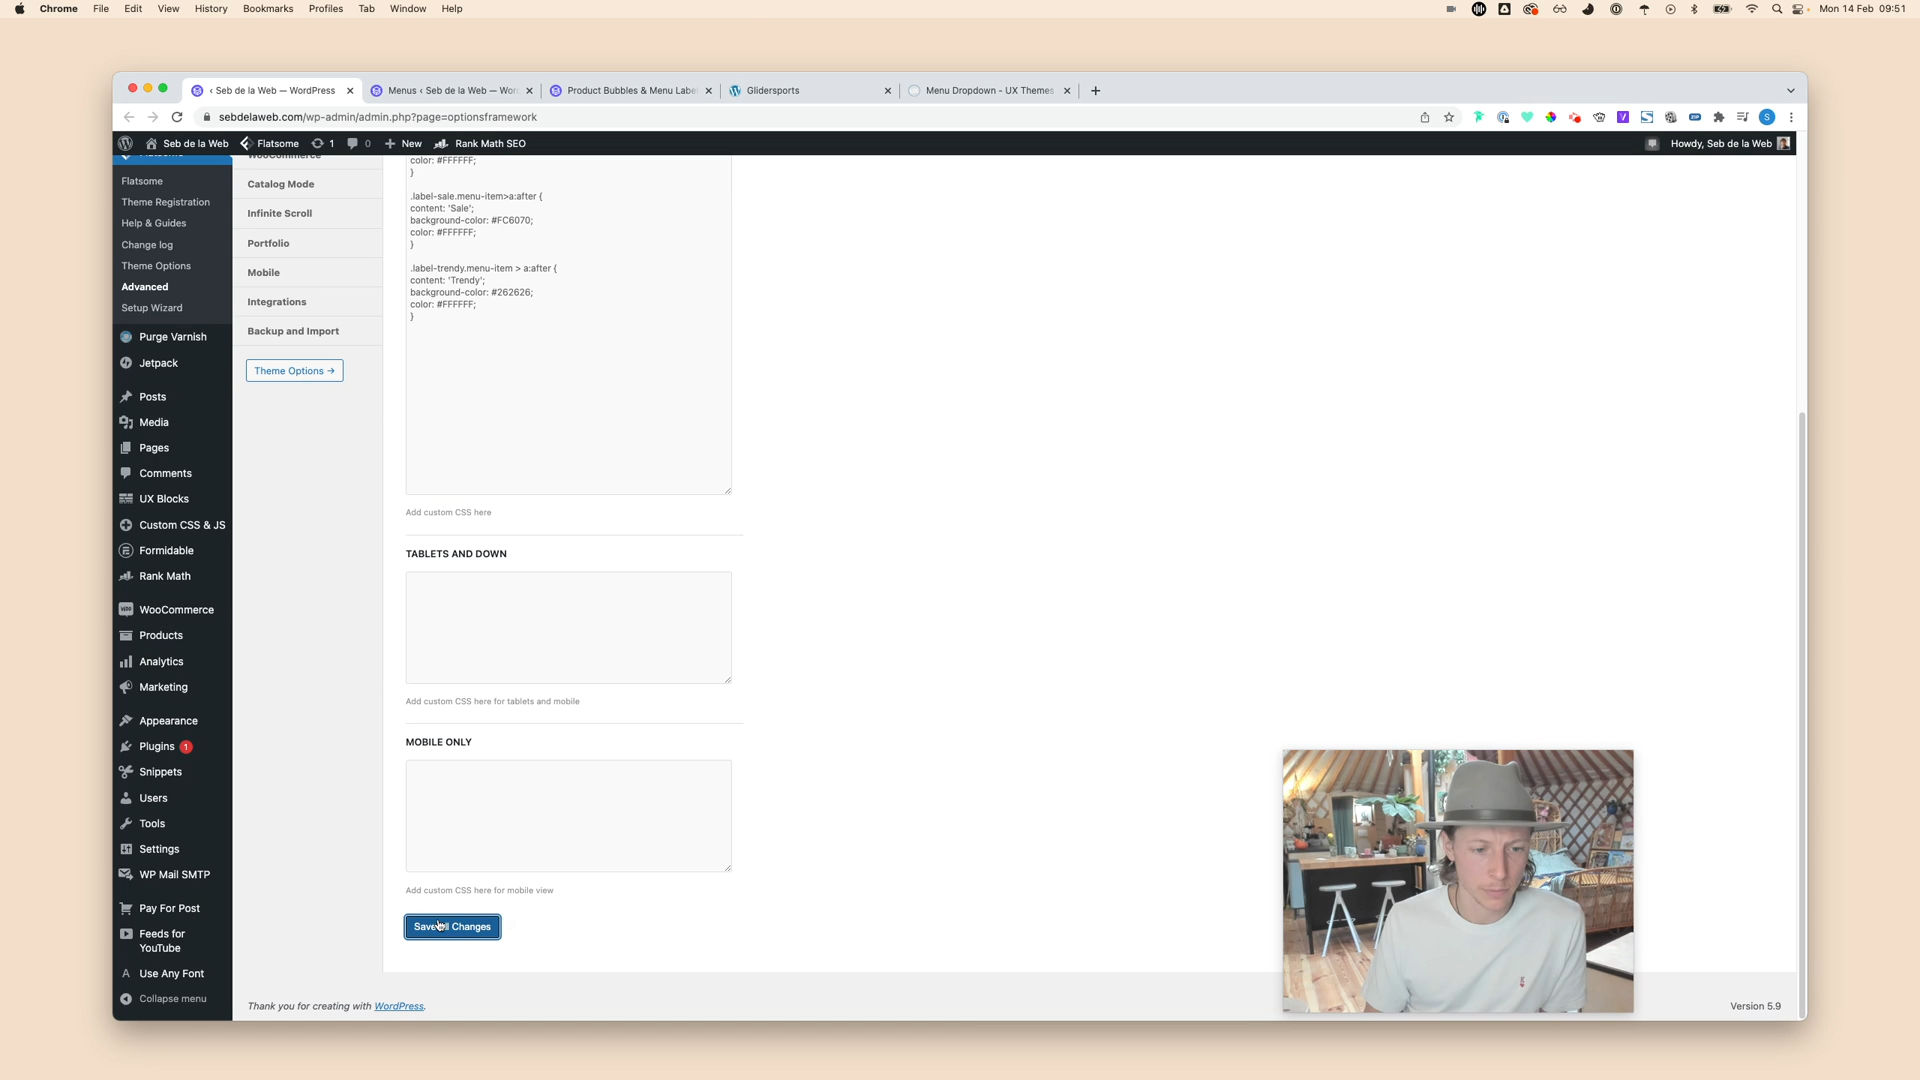 Chrome File Edit View History Bookmarks Profiles Tab Window Help
Mon 14 Feb 09:51
‹ Seb de la Web — WordPress
Menus ‹ Seb de la Web — Wor
Product Bubbles & Menu Labe
Glidersports
Menu Dropdown - UX Themes
sebdelaweb.com/wp-admin/admin.php?page=optionsframework
Seb de la Web Flatsome 1 0 New Rank Math SEO
Howdy, Seb de la Web
Flatsome
Theme Registration
Help & Guides
Change log
Theme Options
Advanced
Setup Wizard
Purge Varnish
Jetpack
Posts
Media
Pages
Comments
UX Blocks
Custom CSS & JS
Formidable
Rank Math
WooCommerce
Products
Analytics
Marketing
Appearance
Plugins 1
Snippets
Users
Tools
Settings
WP Mail SMTP
Pay For Post
Feeds for
YouTube
Use Any Font
Collapse menu
WooCommerce
Catalog Mode
Infinite Scroll
Portfolio
Mobile
Integrations
Backup and Import
Theme Options →
color: #FFFFFF;
}
.label-sale.menu-item>a:after {
content: 'Sale';
background-color: #FC6070;
color: #FFFFFF;
}
.label-trendy.menu-item > a:after {
content: 'Trendy';
background-color: #262626;
color: #FFFFFF;
}
Add custom CSS here
TABLETS AND DOWN
Add custom CSS here for tablets and mobile
MOBILE ONLY
Add custom CSS here for mobile view
Save All Changes
Thank you for creating with WordPress.
Version 5.9